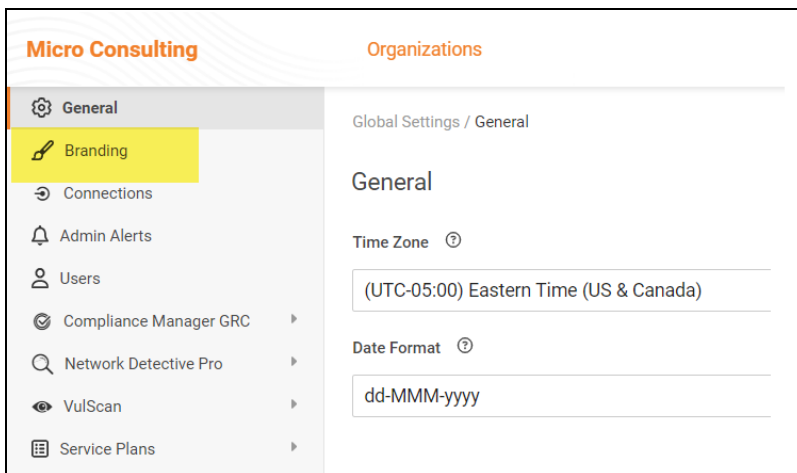 Micro Consulting
Organizations
General
Branding
Connections
Admin Alerts
Users
Compliance Manager GRC
Network Detective Pro
VulScan
Service Plans
Global Settings / General
General
Time Zone
(UTC-05:00) Eastern Time (US & Canada)
Date Format
dd-MMM-yyyy